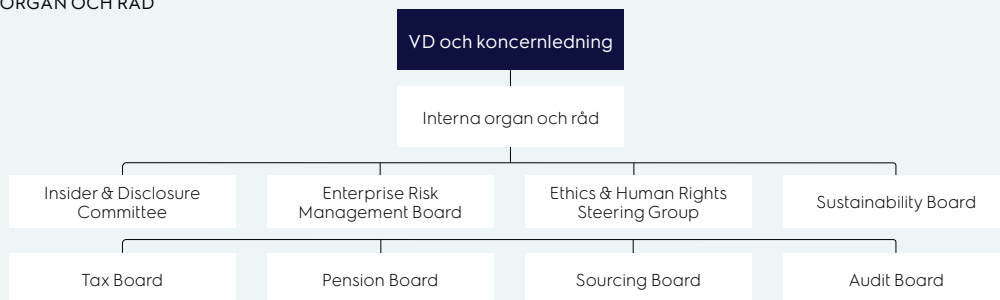 ORGAN OCH RÅD
VD och koncernledning
Interna organ och råd
Insider & Disclosure
Committee
Enterprise Risk
Management Board
Ethics & Human Rights
Steering Group
Sustainability Board
Tax Board
Pension Board
Sourcing Board
Audit Board